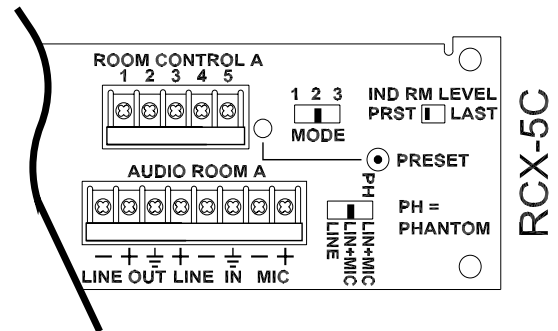 ROOM CONTROL A
1 2 3 4 5
1 2 3
MODE
IND RM LEVEL
PRST LAST
PRESET
AUDIO ROOM A
− + ⏚ + − ⏚ − +
LINE OUT LINE IN MIC
LINE
LIN+MIC
LIN+MIC PH
PH =
PHANTOM
RCX-5C